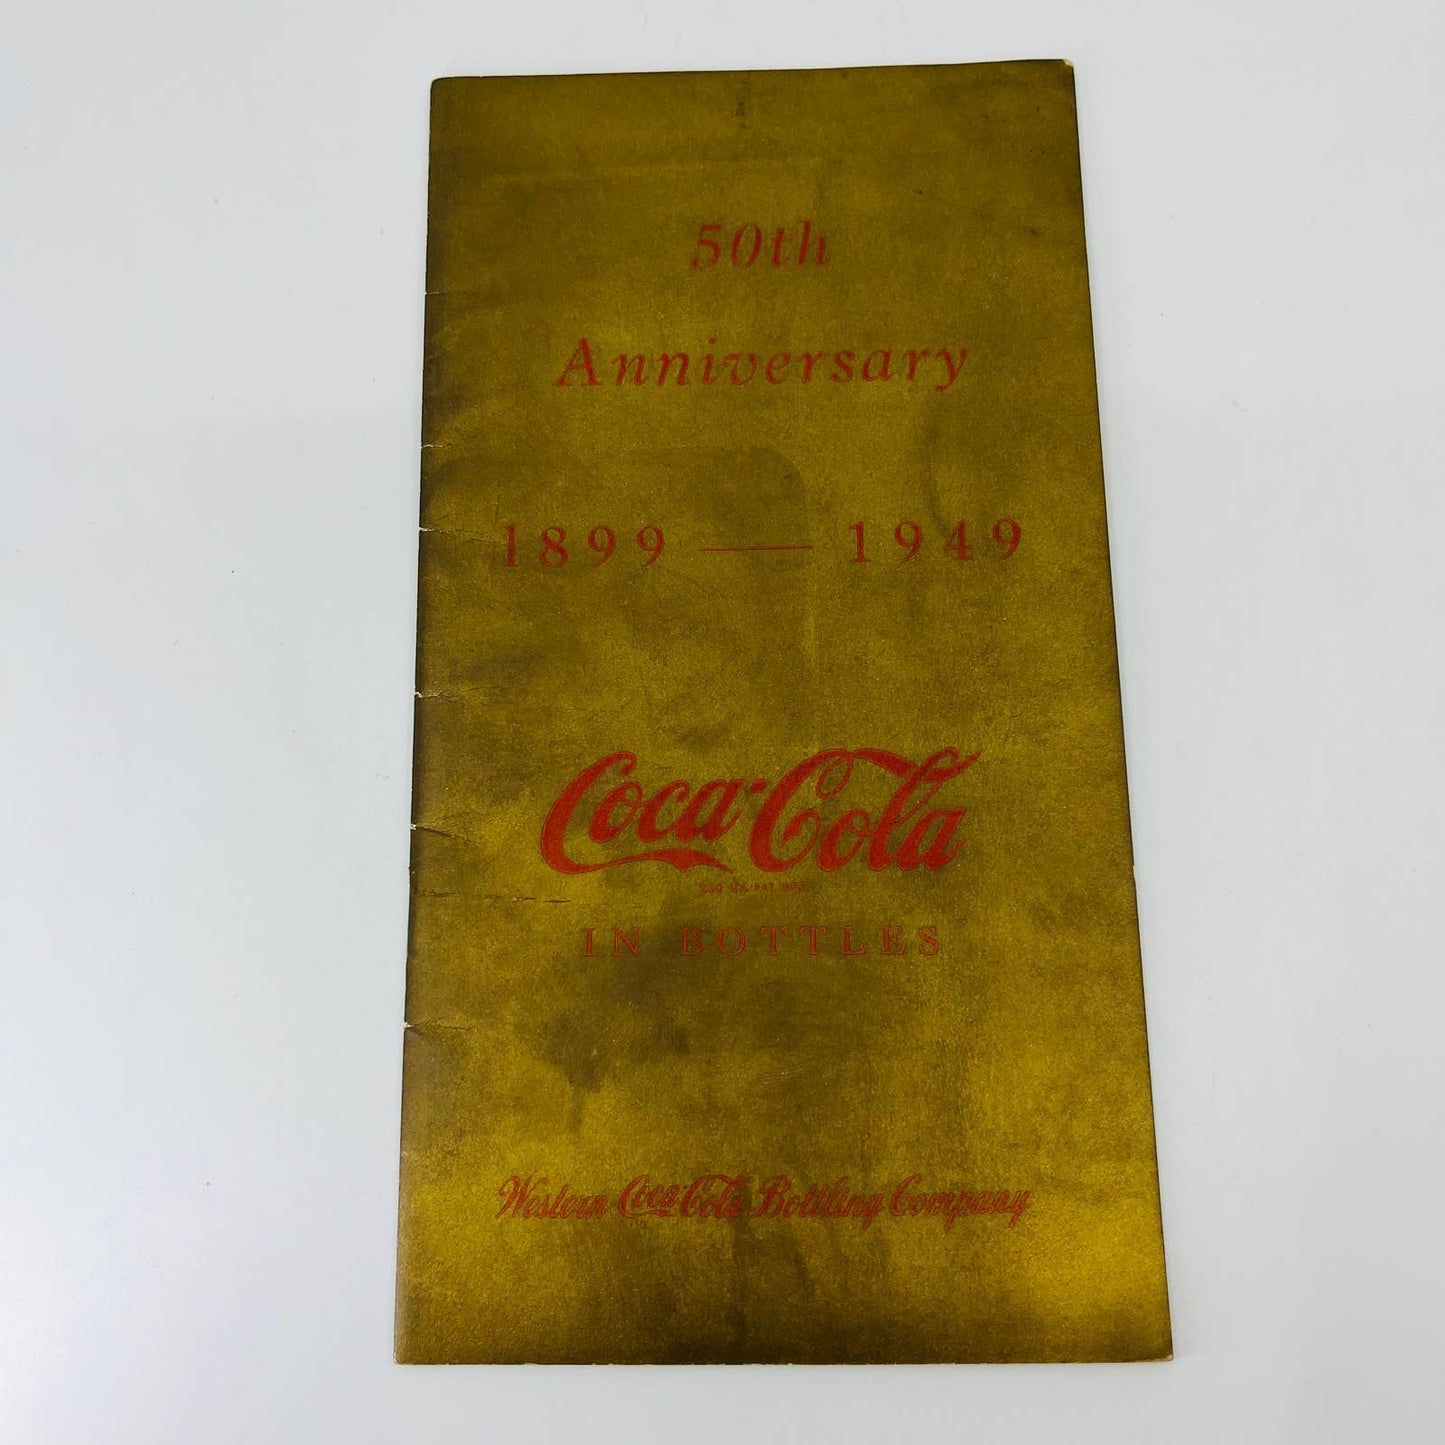 50th
Anniversary
1899 — 1949
Coca-Cola
IN BOTTLES
Western Coca-Cola Bottling Company